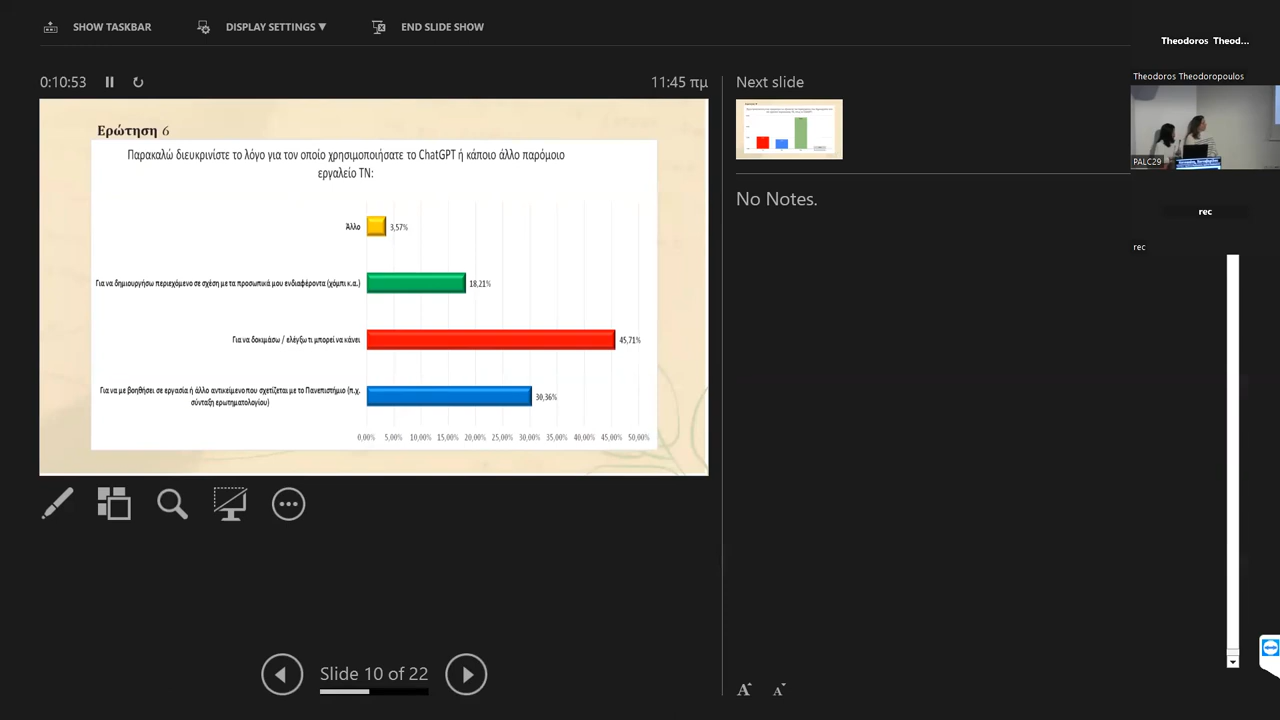 SHOW TASKBAR
DISPLAY SETTINGS ▼
END SLIDE SHOW
Theodoros Theod...
Theodoros Theodoropoulos
0:10:53
11:45 πμ
Next slide
Ερώτηση 6
Παρακαλώ διευκρινίστε το λόγο για τον οποίο χρησιμοποιήσατε το ChatGPT ή κάποιο άλλο παρόμοιο
εργαλείο ΤΝ:
Άλλο
3,57%
Για να δημιουργήσω περιεχόμενο σε σχέση με τα προσωπικά μου ενδιαφέροντα (χόμπι κ.α.)
18,21%
Για να δοκιμάσω / ελέγξω τι μπορεί να κάνει
45,71%
Για να με βοηθήσει σε εργασία ή άλλο αντικείμενο που σχετίζεται με το Πανεπιστήμιο (π.χ.
σύνταξη ερωτηματολογίου)
30,36%
0,00% 5,00% 10,00% 15,00% 20,00% 25,00% 30,00% 35,00% 40,00% 45,00% 50,00%
PALC29
No Notes.
rec
rec
Slide 10 of 22
A
A